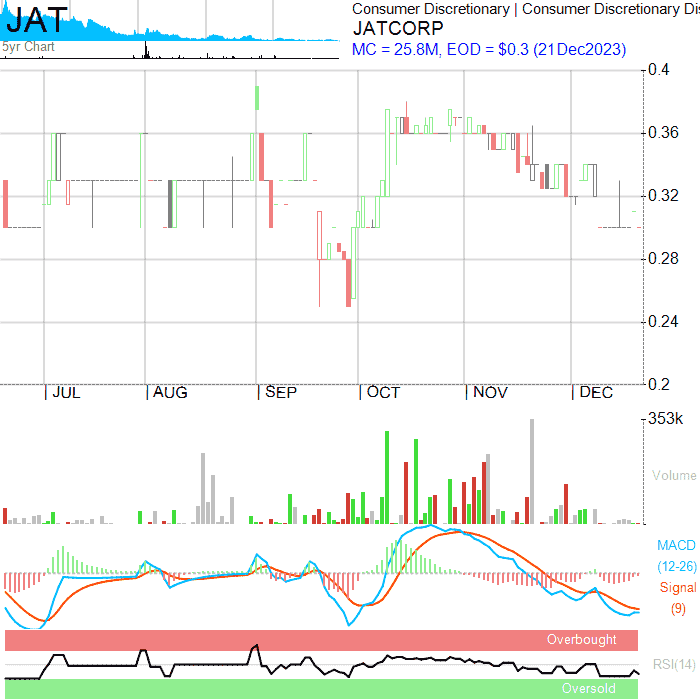 JAT
5yr Chart
Consumer Discretionary | Consumer Discretionary Dis
JATCORP
MC = 25.8M, EOD = $0.3 (21Dec2023)
0.4
0.36
0.32
0.28
0.24
0.2
JUL AUG SEP OCT NOV DEC
353k
Volume
MACD
(12-26)
Signal
(9)
Overbought
RSI(14)
Oversold